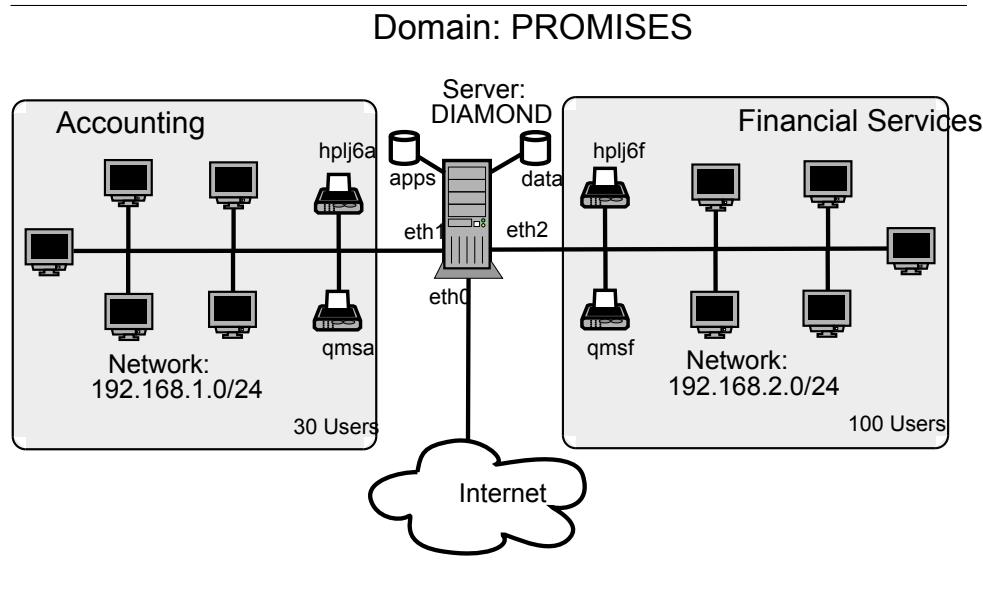 Domain: PROMISES
Server:
DIAMOND
Accounting
Financial Services
hplj6a
apps
data
hplj6f
eth1
eth2
eth0
qmsa
qmsf
Network:
192.168.1.0/24
Network:
192.168.2.0/24
30 Users
100 Users
Internet